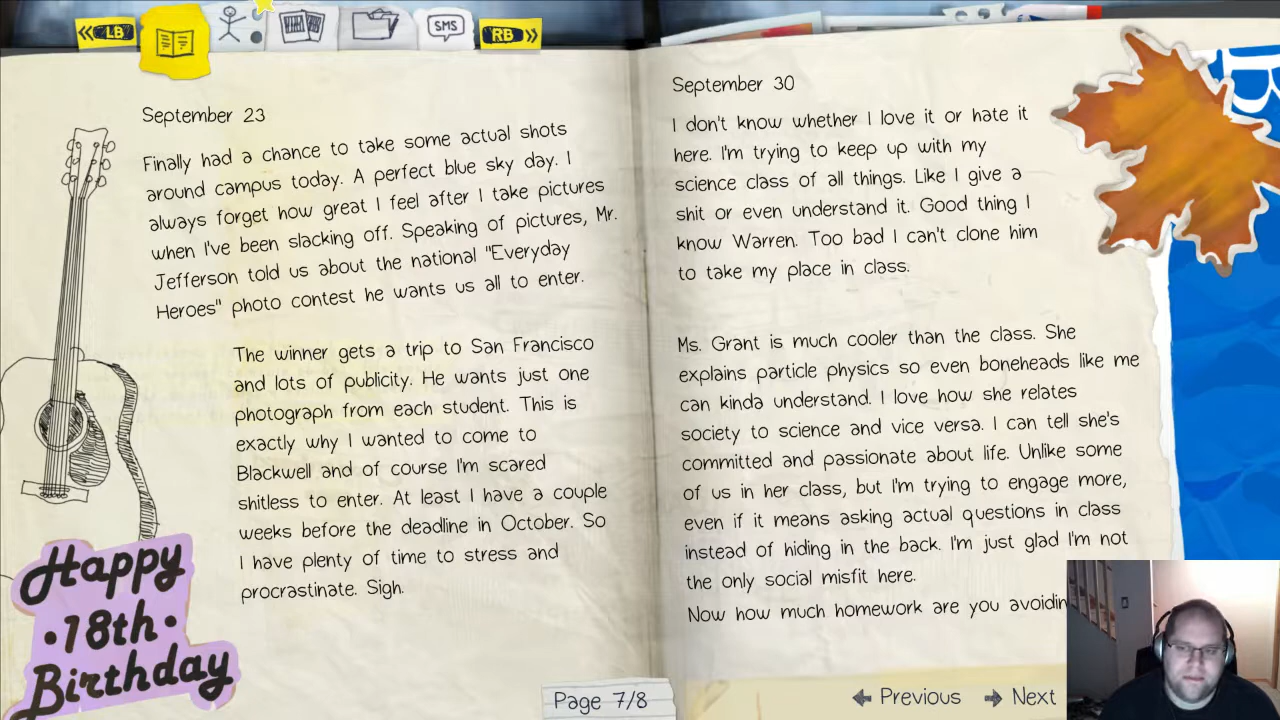 LB
SMS
RB
September 23
Finally had a chance to take some actual shots
around campus today. A perfect blue sky day. I
always forget how great I feel after I take pictures
when I've been slacking off. Speaking of pictures, Mr.
Jefferson told us about the national "Everyday
Heroes" photo contest he wants us all to enter.
The winner gets a trip to San Francisco
and lots of publicity. He wants just one
photograph from each student. This is
exactly why I wanted to come to
Blackwell and of course I'm scared
shitless to enter. At least I have a couple
weeks before the deadline in October. So
I have plenty of time to stress and
procrastinate. Sigh.
Happy
•18th•
Birthday
September 30
I don't know whether I love it or hate it
here. I'm trying to keep up with my
science class of all things. Like I give a
shit or even understand it. Good thing I
know Warren. Too bad I can't clone him
to take my place in class.
Ms. Grant is much cooler than the class. She
explains particle physics so even boneheads like me
can kinda understand. I love how she relates
society to science and vice versa. I can tell she's
committed and passionate about life. Unlike some
of us in her class, but I'm trying to engage more,
even if it means asking actual questions in class
instead of hiding in the back. I'm just glad I'm not
the only social misfit here.
Now how much homework are you avoidin
Page 7/8
Previous
Next